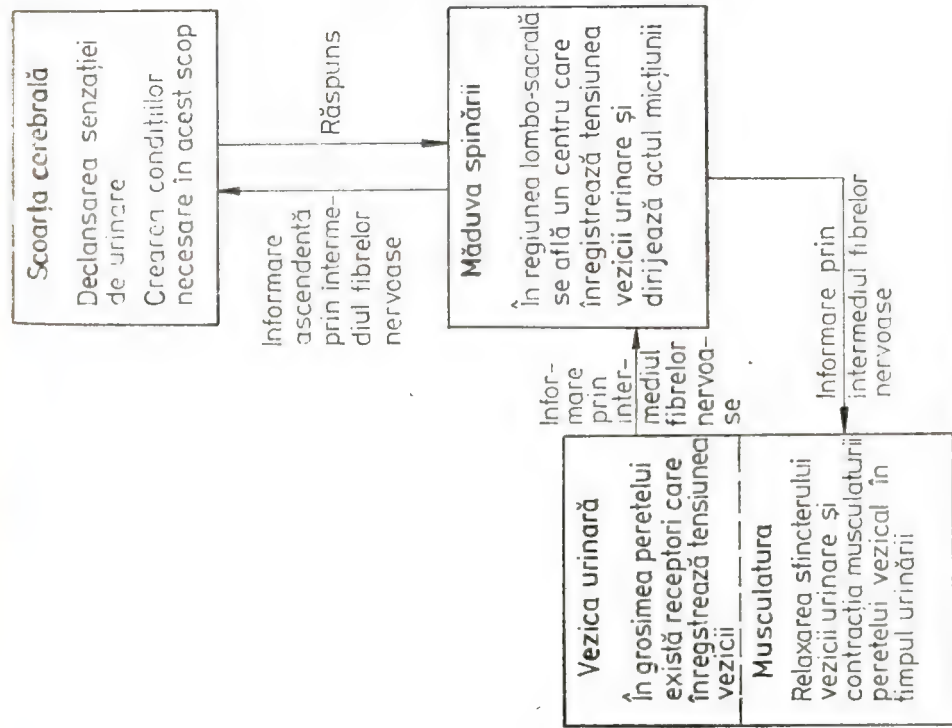 Scoarța cerebrală
Declansarea senzației
de urinare
Crearea condițiilor
necesare în acest scop
Informare
ascendentă
prin interme-
diul fibrelor
nervoase
Răspuns
Măduva spinării
În regiunea lombo-sacrală
se află un centru care
înregistrează tensiunea
vezicii urinare și
dirijează actul micțiunii
Infor-
mare
prin
inter-
mediul
fibrelor
nervoa-
se
Vezica urinară
În grosimea peretelui
există receptori care
înregstrează tensiunea
vezicii
Musculatura
Relaxarea sfincterului
vezicii urinare și
contracția musculaturii
peretelui vezical în
timpul urinării
Informare prin
intermediul fibrelor
nervoase